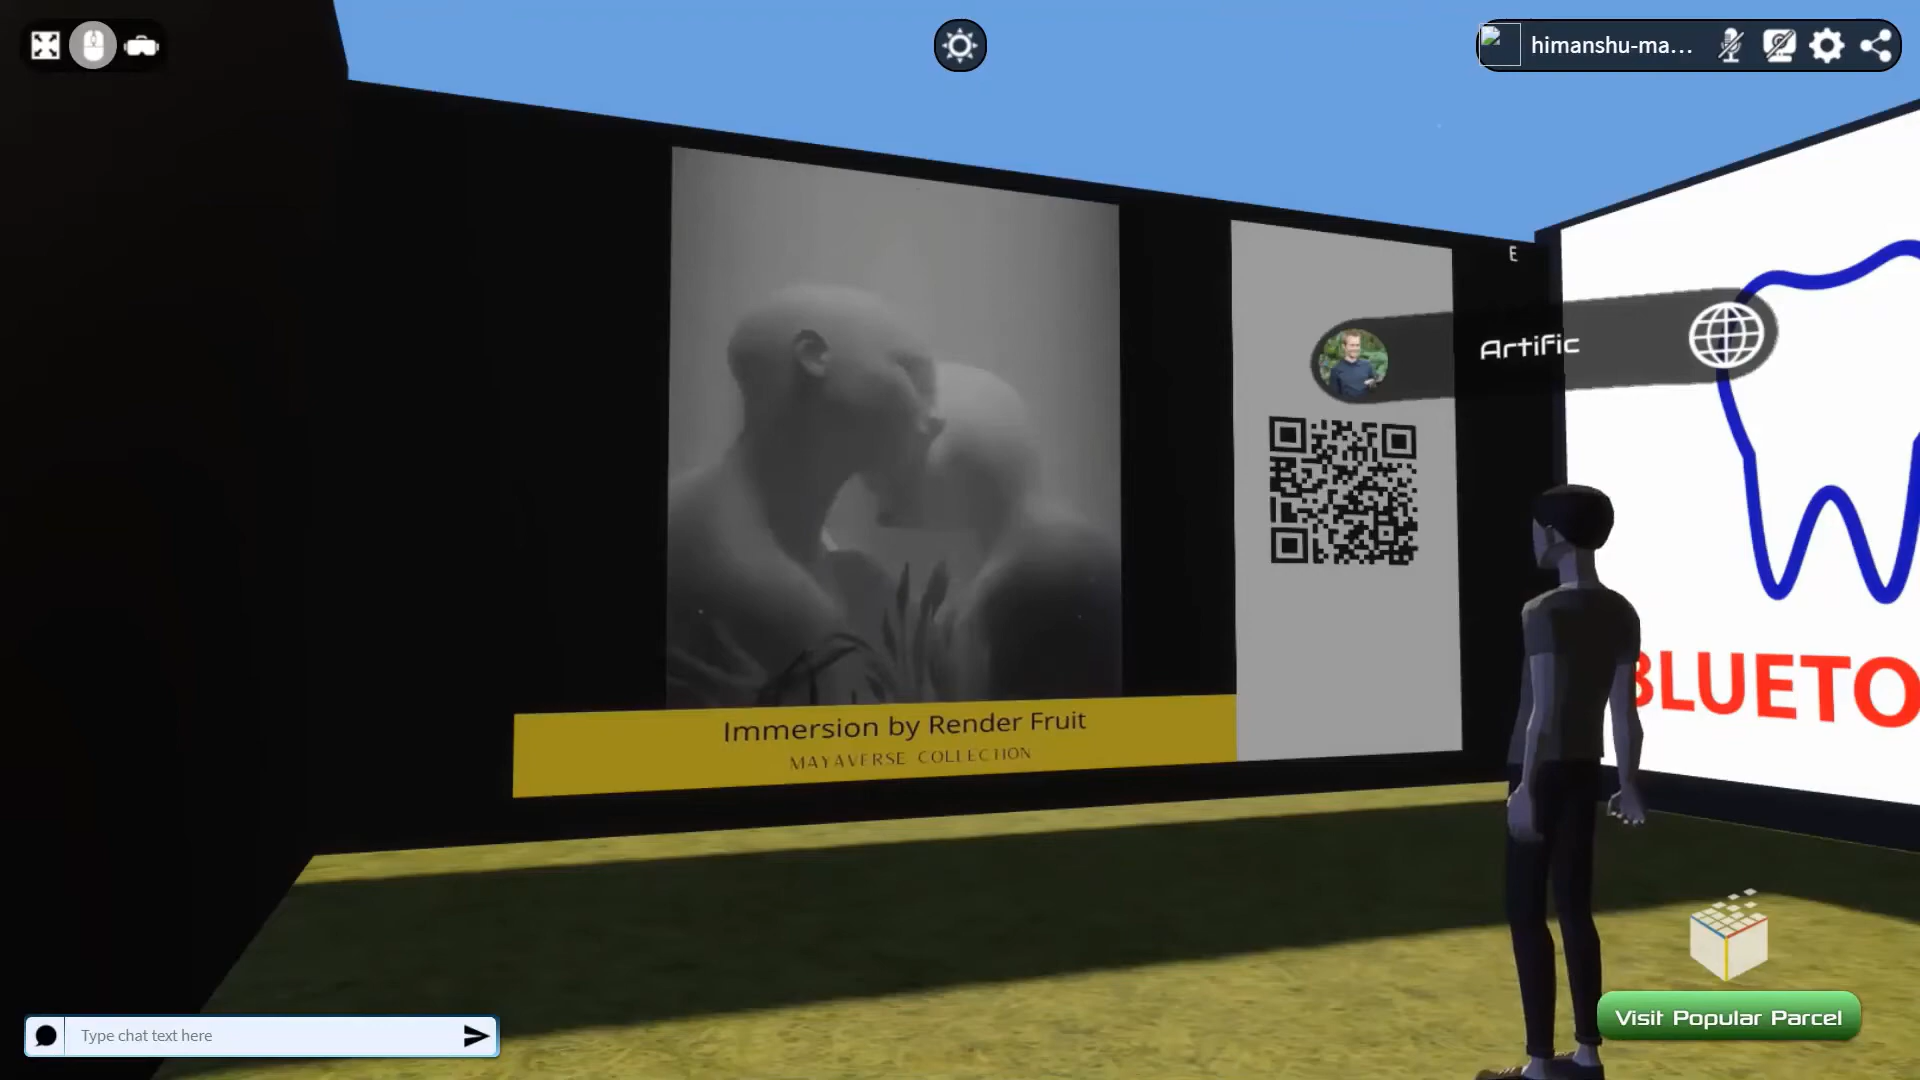 himanshu-ma...
E
Artific
BLUETO
Immersion by Render Fruit
MAYAVERSE COLLECTION
Visit Popular Parcel
Type chat text here